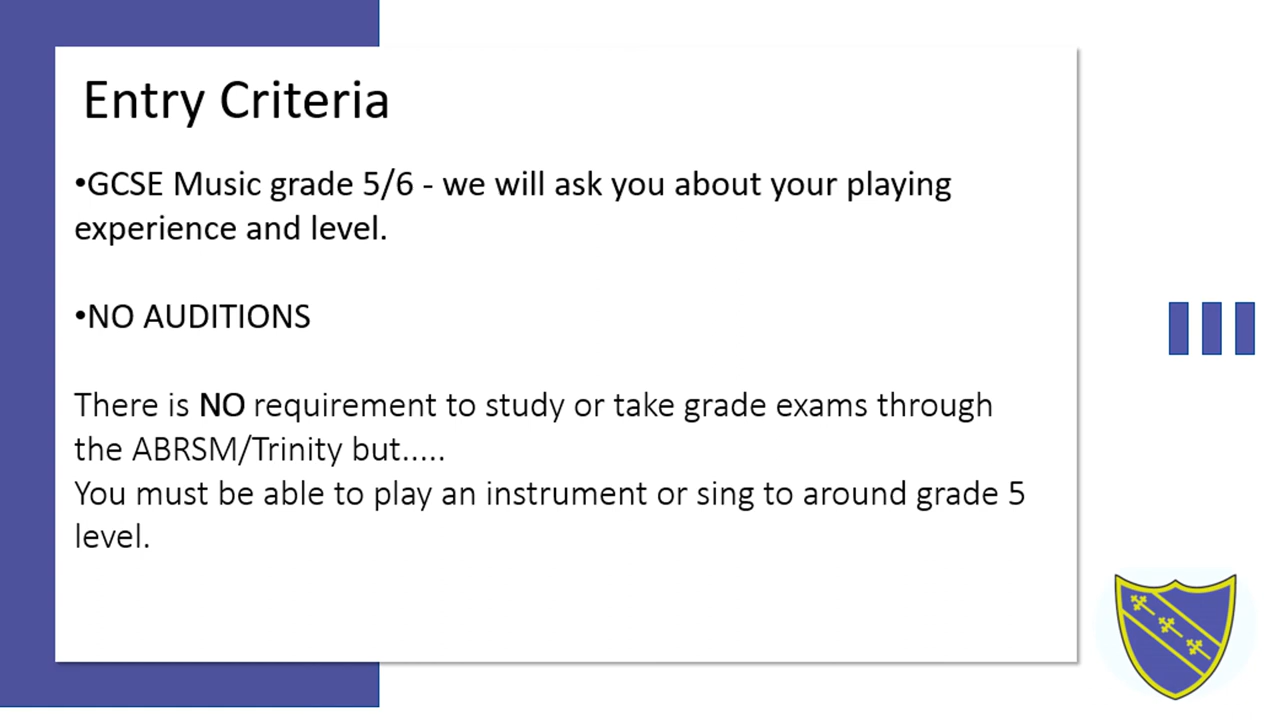 Entry Criteria
•GCSE Music grade 5/6 - we will ask you about your playing
experience and level.
•NO AUDITIONS
There is NO requirement to study or take grade exams through
the ABRSM/Trinity but.....
You must be able to play an instrument or sing to around grade 5
level.